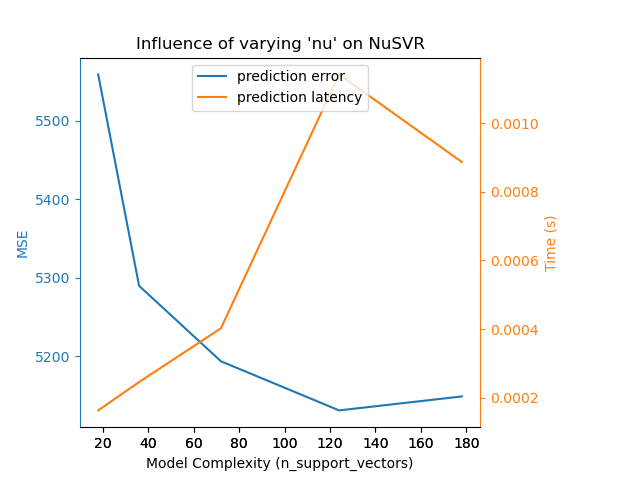 Influence of varying 'nu' on NuSVR
prediction error
prediction latency
5500
5400
5300
5200
MSE
0.0010
0.0008
0.0006
0.0004
0.0002
Time (s)
20 40 60 80 100 120 140 160 180
Model Complexity (n_support_vectors)